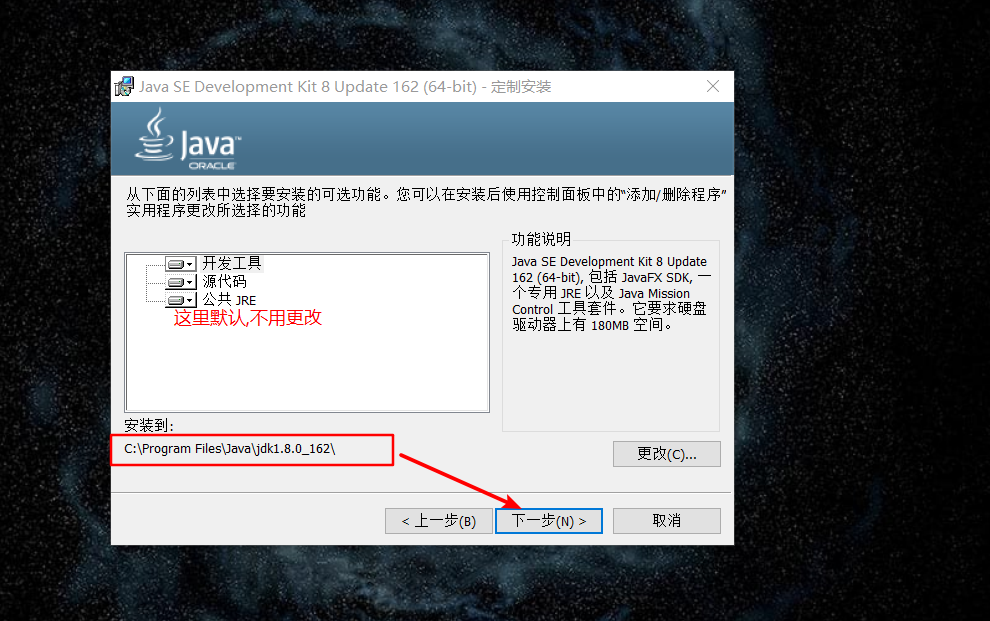 Java SE Development Kit 8 Update 162 (64-bit) - 定制安装
Java™
ORACLE
从下面的列表中选择要安装的可选功能。您可以在安装后使用控制面板中的“添加/删除程序”
实用程序更改所选择的功能
开发工具
源代码
公共 JRE
这里默认,不用更改
功能说明
Java SE Development Kit 8 Update
162 (64-bit), 包括 JavaFX SDK, 一
个专用 JRE 以及 Java Mission
Control 工具套件。它要求硬盘
驱动器上有 180MB 空间。
安装到:
C:\Program Files\Java\jdk1.8.0_162\
更改(C)...
< 上一步(B)
下一步(N) >
取消